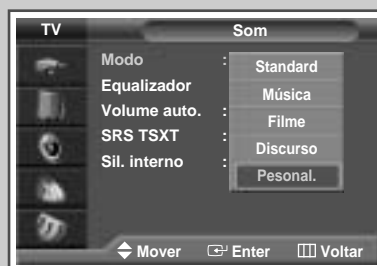 TV Som
Modo : Standard
Equalizador Música
Volume auto. : Filme
SRS TSXT : Discurso
Sil. interno : Pesonal.
Mover Enter Voltar